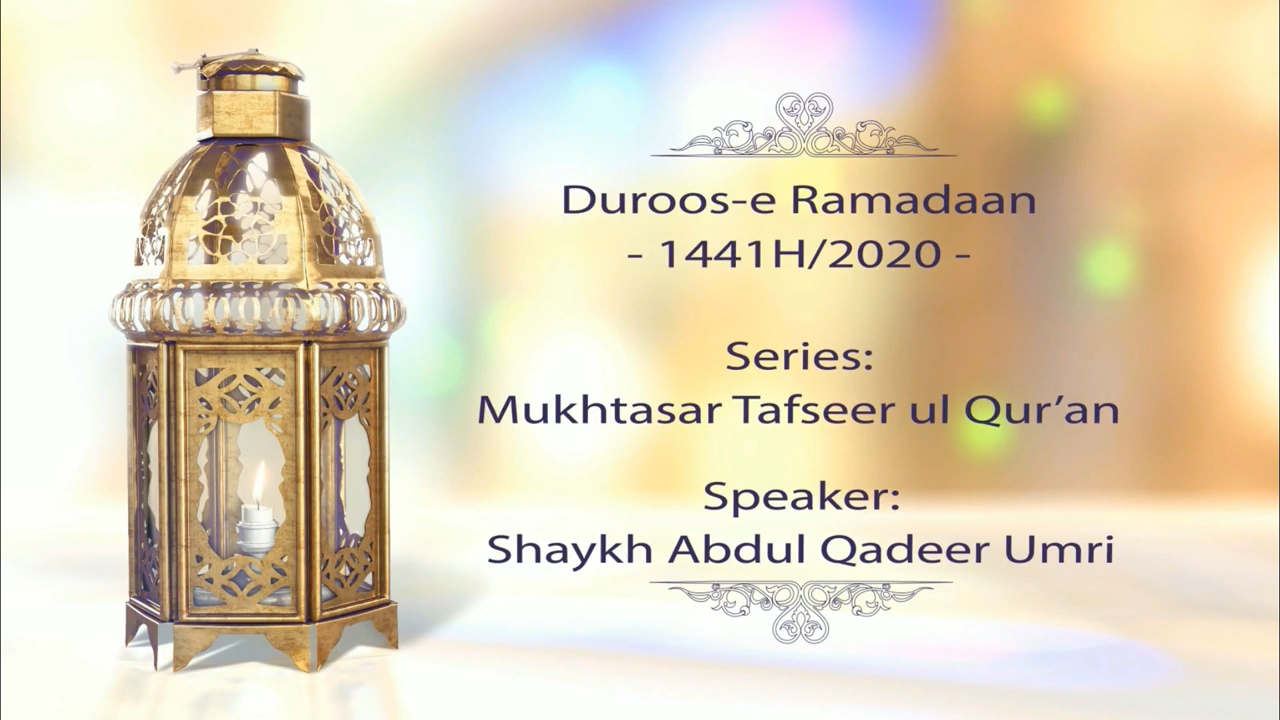 Duroos-e Ramadaan
- 1441H/2020 -
Series:
Mukhtasar Tafseer ul Qur’an
Speaker:
Shaykh Abdul Qadeer Umri